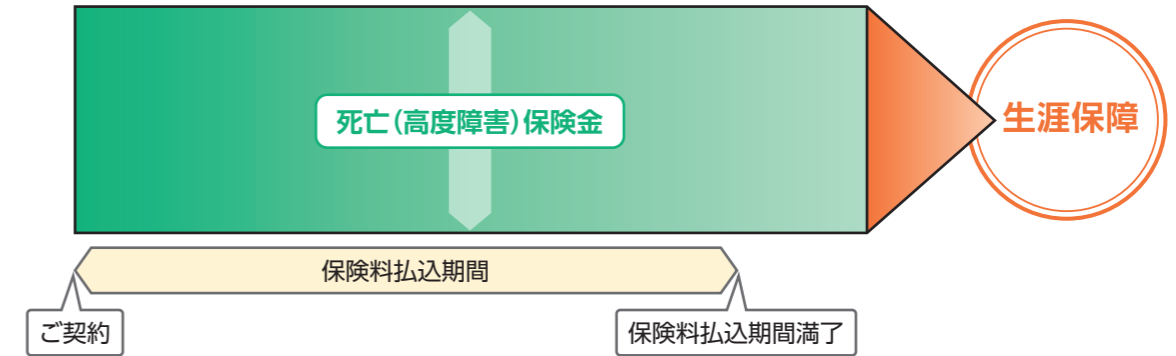 死亡（高度障害）保険金
生涯保障
保険料払込期間
ご契約
保険料払込期間満了